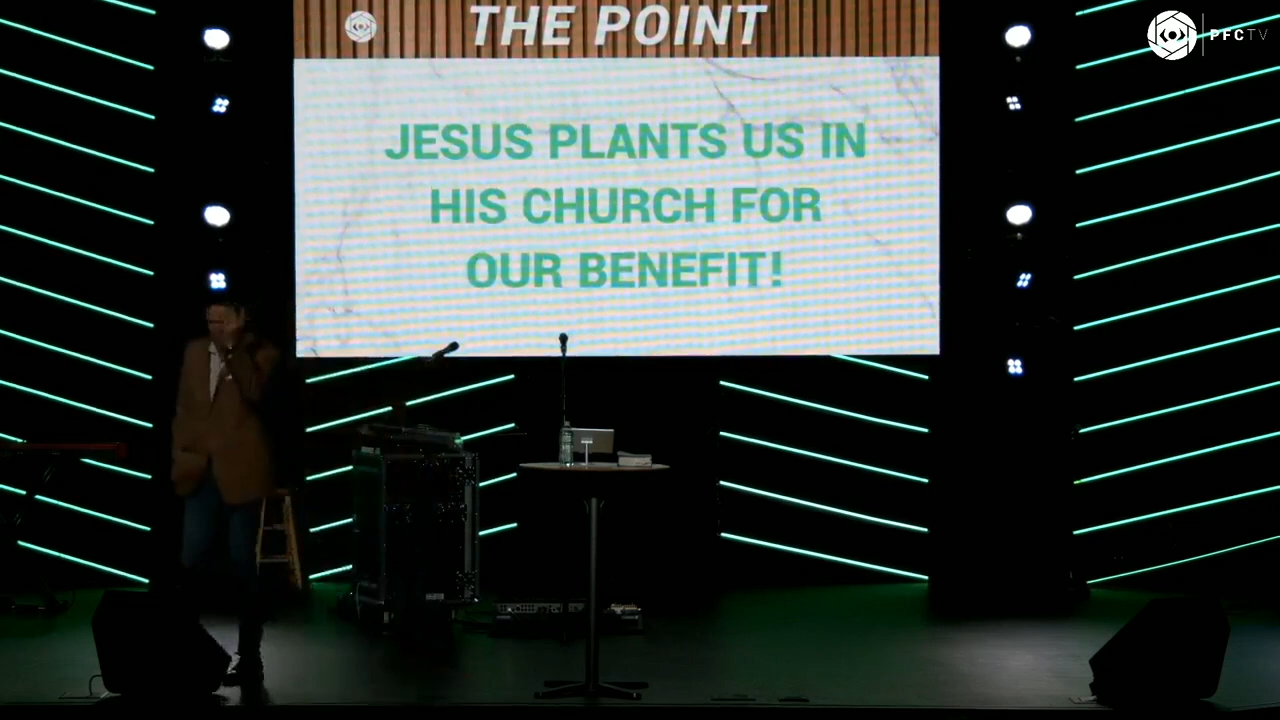 THE POINT
PFCTV
JESUS PLANTS US IN
HIS CHURCH FOR
OUR BENEFIT!